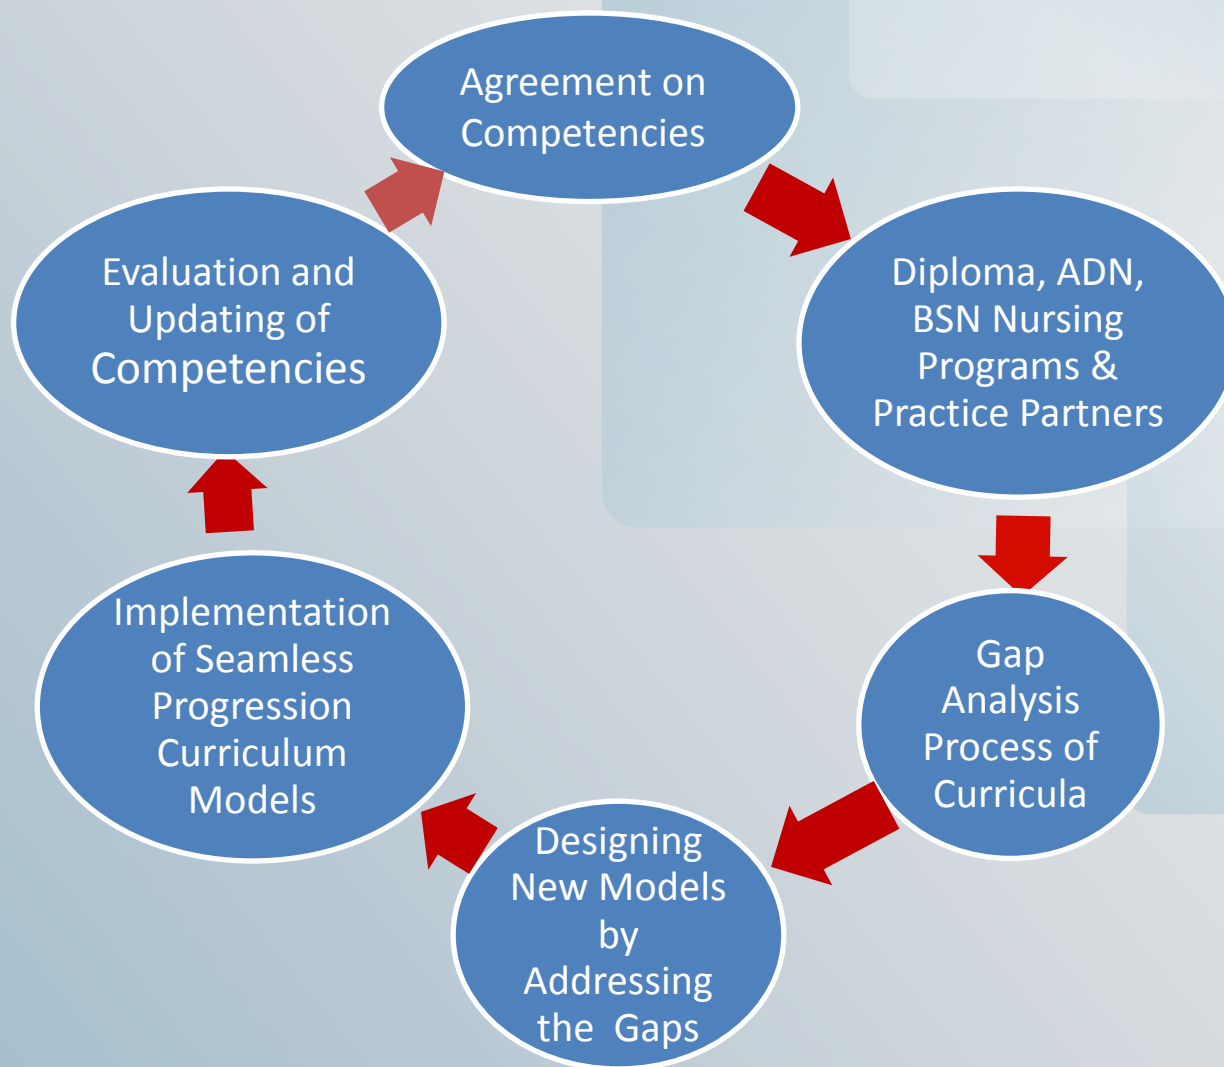 Agreement on
Competencies
Diploma, ADN,
BSN Nursing
Programs &
Practice Partners
Gap
Analysis
Process of
Curricula
Designing
New Models
by
Addressing
the  Gaps
Implementation
of Seamless
Progression
Curriculum
Models
Evaluation and
Updating of
Competencies